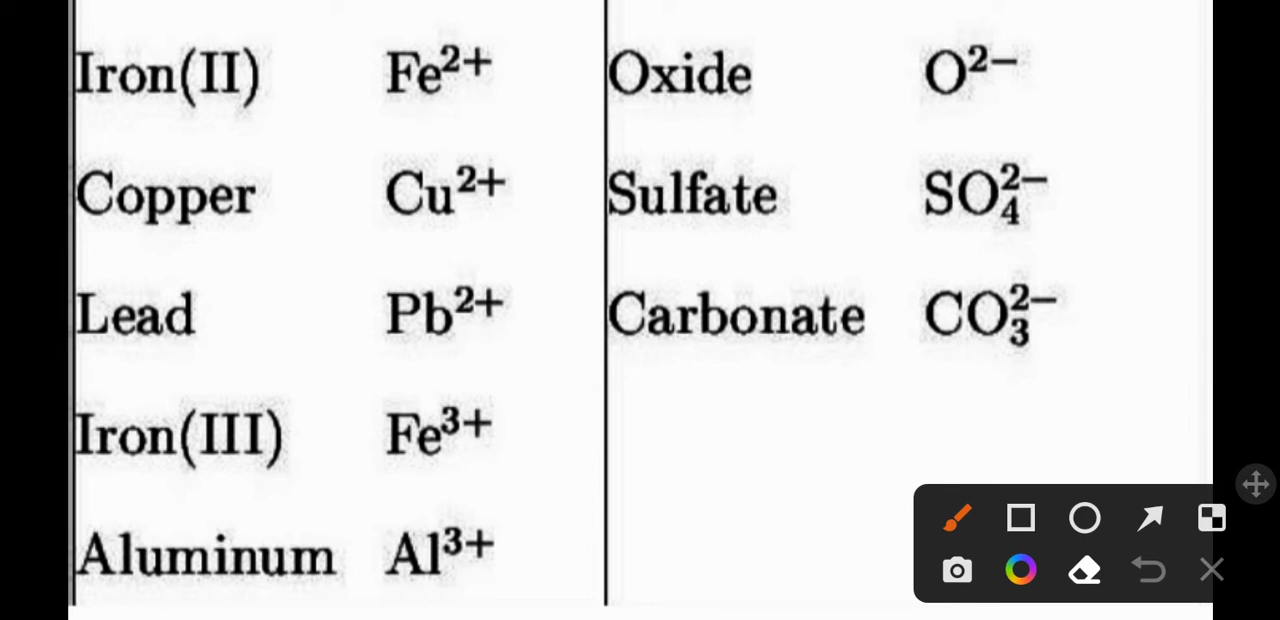 Iron(II) Fe²⁺ Oxide O²⁻
Copper Cu²⁺ Sulfate SO₄²⁻
Lead Pb²⁺ Carbonate CO₃²⁻
Iron(III) Fe³⁺
Aluminum Al³⁺